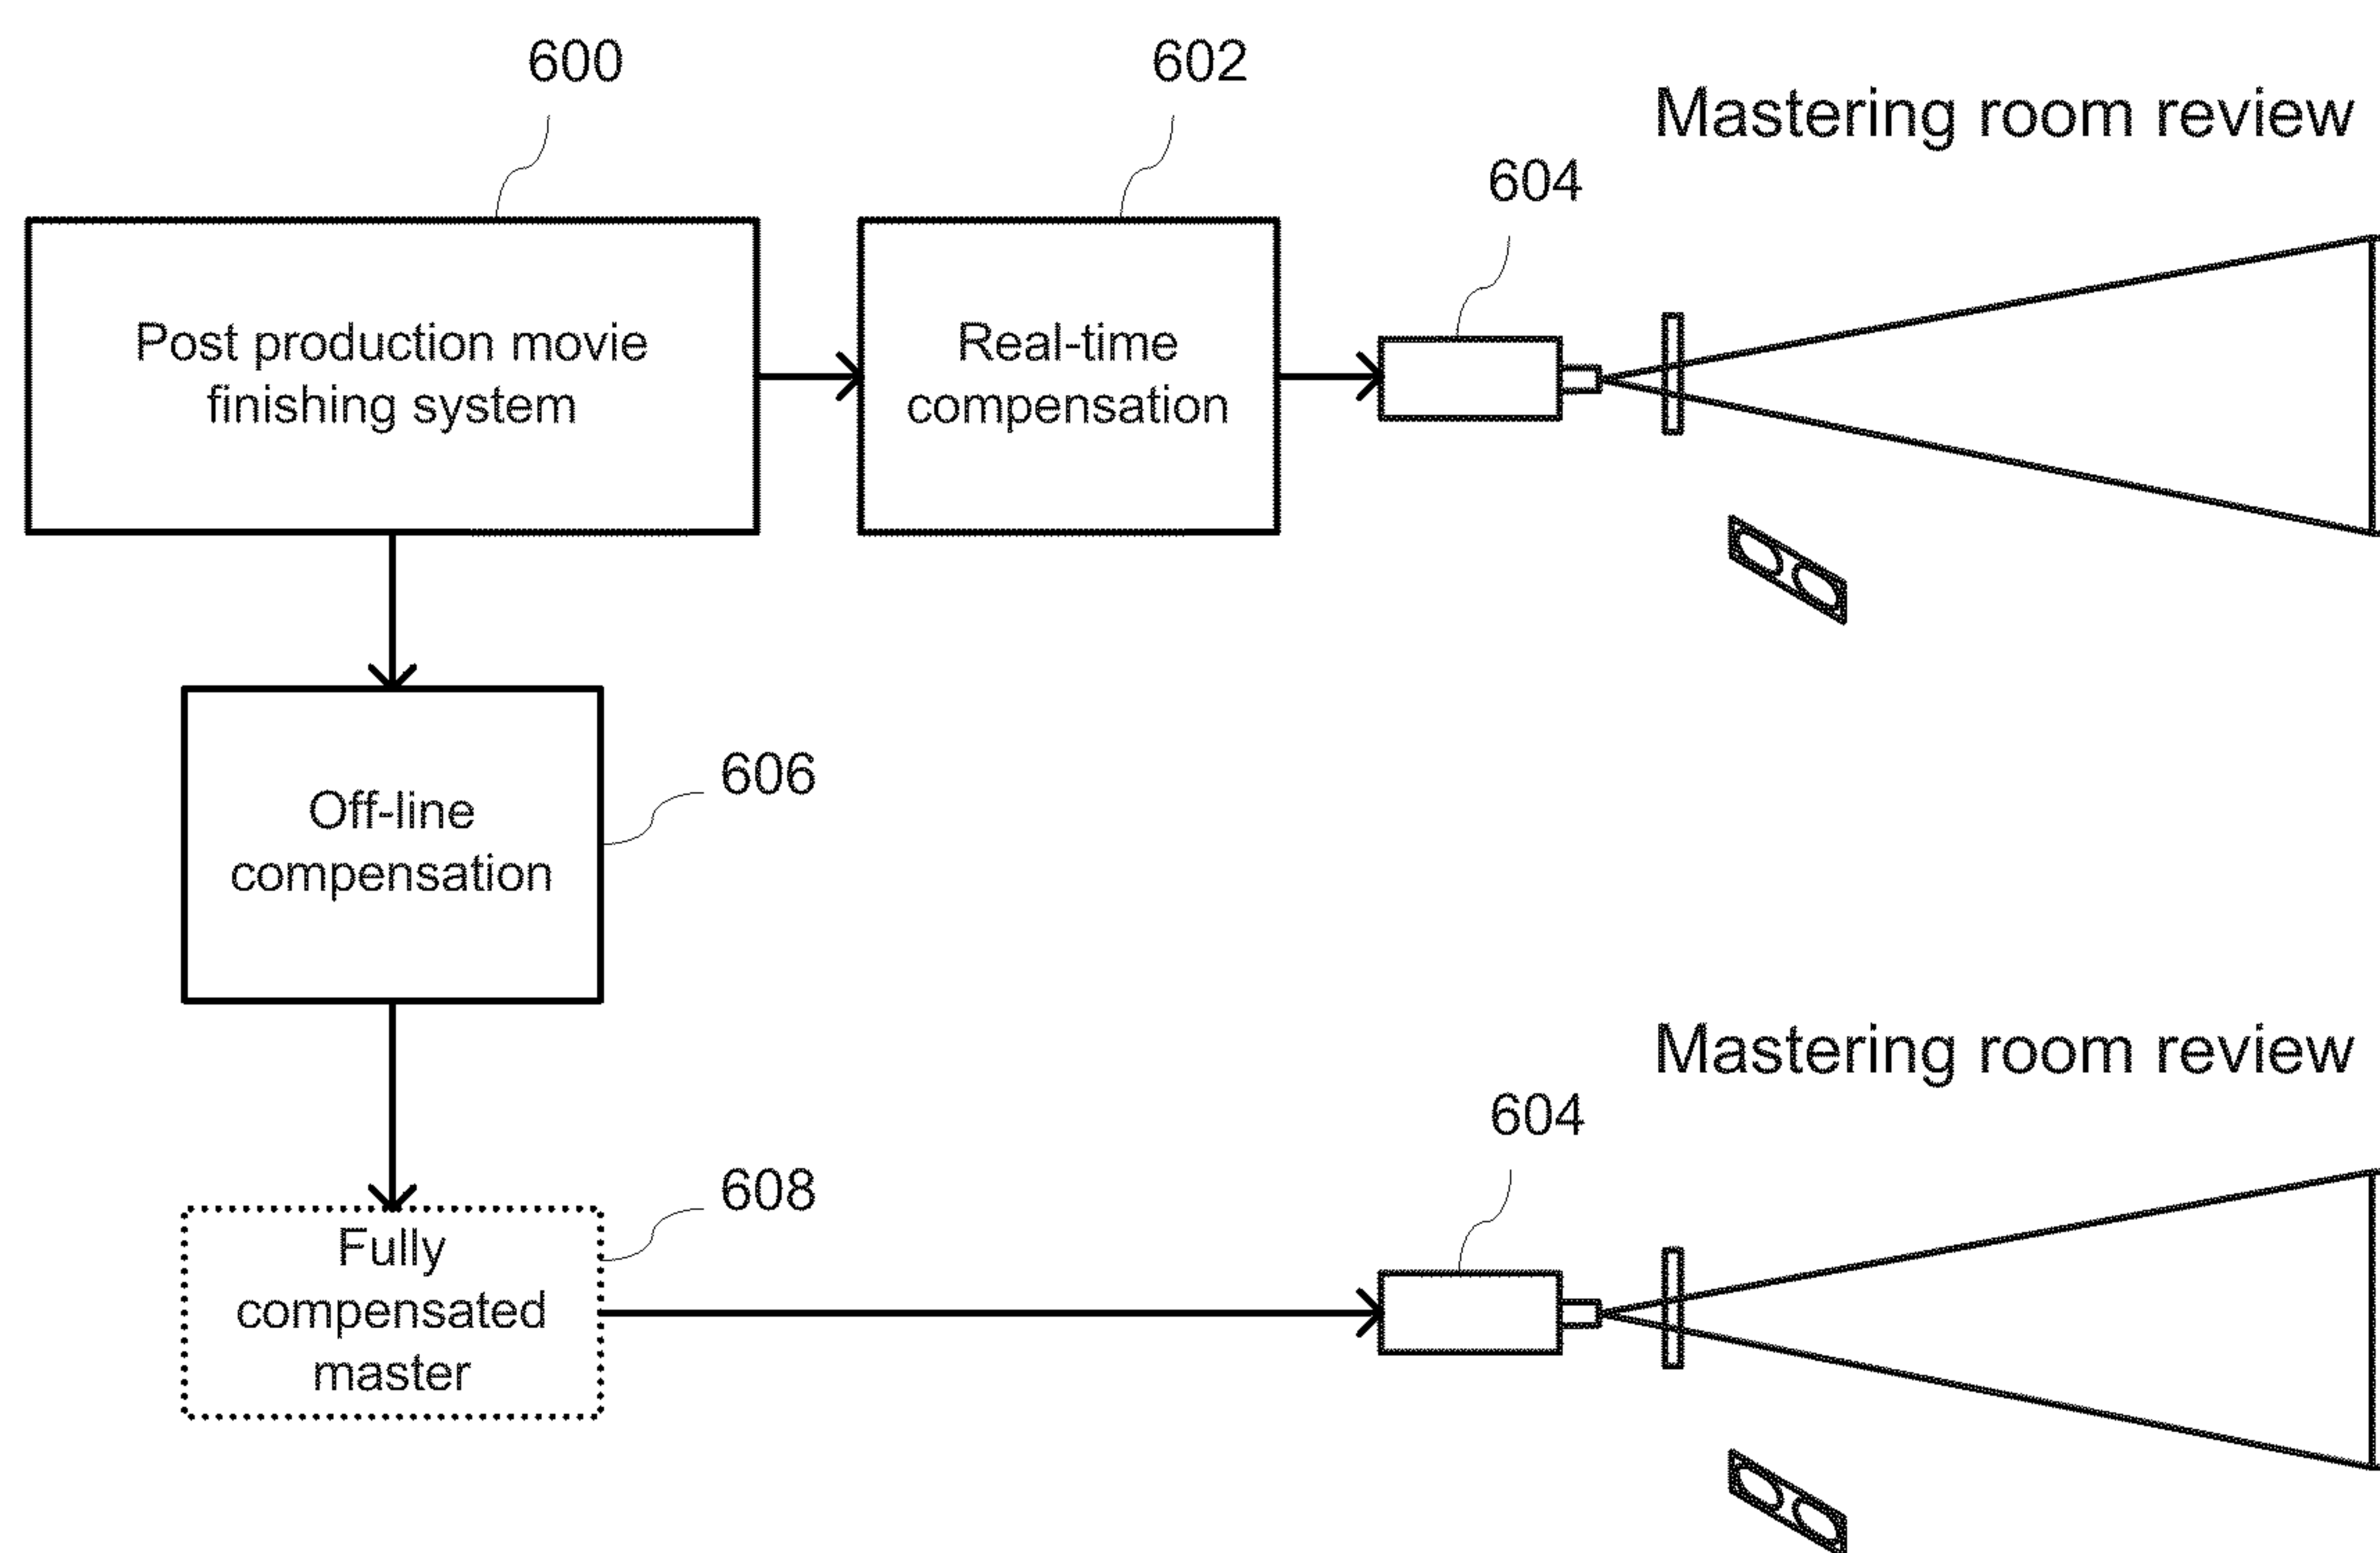 600
602
Mastering room review
604
Post production movie
finishing system
Real-time
compensation
606
Off-line
compensation
Mastering room review
604
608
Fully
compensated
master